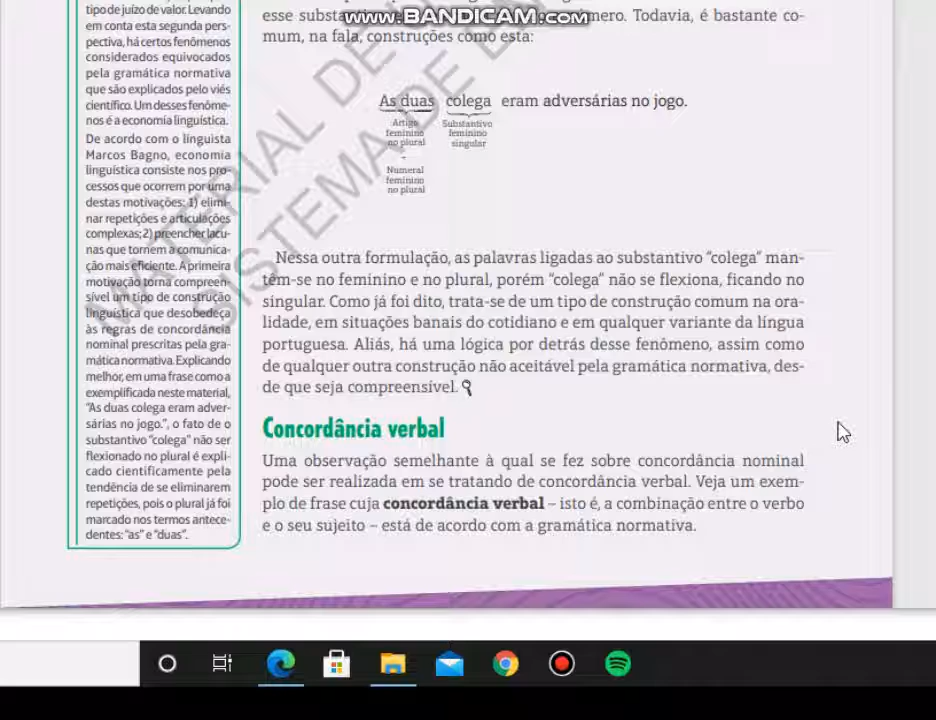 tipo de juízo de valor. Levando
em conta esta segunda pers-
pectiva, há certos fenômenos
considerados equivocados
pela gramática normativa
que são explicados pelo viés
científico. Um desses fenôme-
nos é a economia linguística.
De acordo com o linguista
Marcos Bagno, economia
linguística consiste nos pro-
cessos que ocorrem por uma
destas motivações: 1) elimi-
nar repetições e articulações
complexas; 2) preencher lacu-
nas que tornem a comunica-
ção mais eficiente. A primeira
motivação torna compreen-
sível um tipo de construção
linguística que desobedeça
às regras de concordância
nominal prescritas pela gra-
mática normativa. Explicando
melhor, em uma frase como a
exemplificada neste material,
"As duas colega eram adver-
sárias no jogo.", o fato de o
substantivo "colega" não ser
flexionado no plural é expli-
cado cientificamente pela
tendência de se eliminarem
repetições, pois o plural já foi
marcado nos termos antece-
dentes: "as" e "duas".
www.BANDICAM.com
esse número. Todavia, é bastante co-
mum, na fala, construções como esta:
As duas colega eram adversárias no jogo.
Artigo feminino no plural
-
Numeral feminino no plural
Substantivo feminino singular
MATERIAL DE
SISTEMA DE
Nessa outra formulação, as palavras ligadas ao substantivo "colega" man-
têm-se no feminino e no plural, porém "colega" não se flexiona, ficando no
singular. Como já foi dito, trata-se de um tipo de construção comum na ora-
lidade, em situações banais do cotidiano e em qualquer variante da língua
portuguesa. Aliás, há uma lógica por detrás desse fenômeno, assim como
de qualquer outra construção não aceitável pela gramática normativa, des-
de que seja compreensível.
Concordância verbal
Uma observação semelhante à qual se fez sobre concordância nominal
pode ser realizada em se tratando de concordância verbal. Veja um exem-
plo de frase cuja concordância verbal – isto é, a combinação entre o verbo
e o seu sujeito – está de acordo com a gramática normativa.